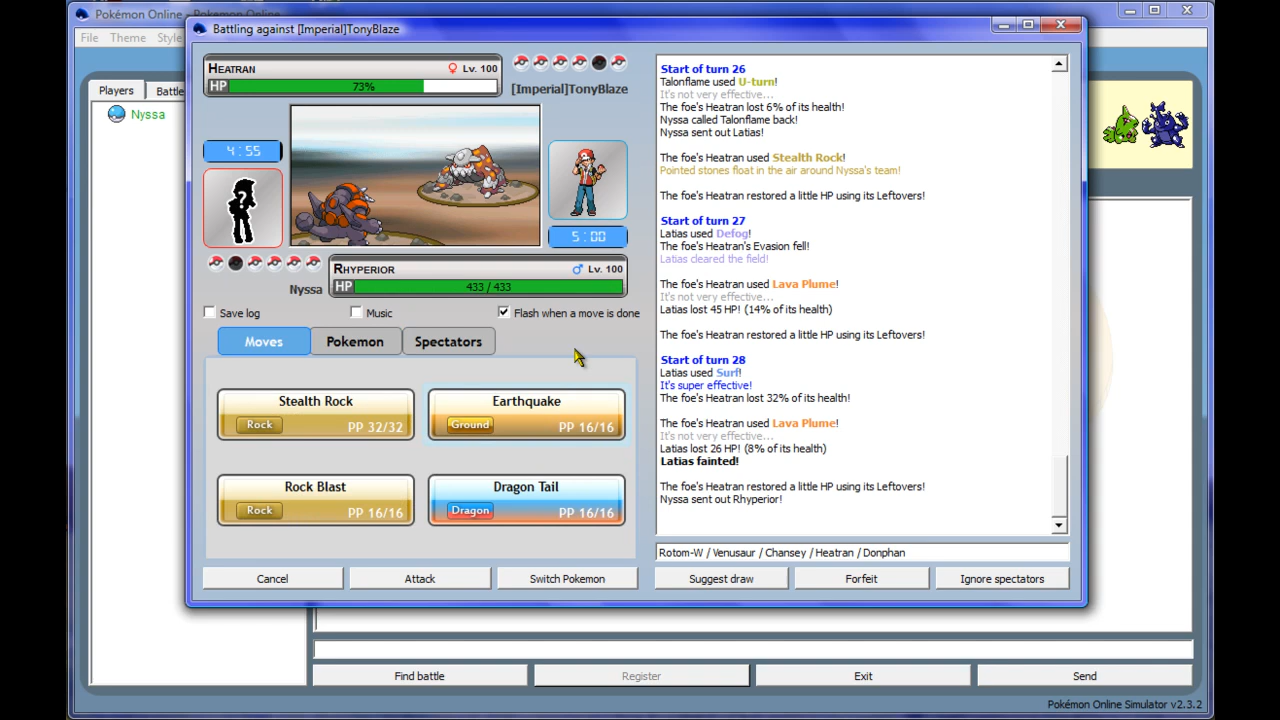 Pokémon Online - Pokemon Online
Battling against [Imperial]TonyBlaze
File Theme Style
Players Battle
Nyssa
HEATRAN ♀ Lv. 100
HP 73%
[Imperial]TonyBlaze
4:55
5:00
RHYPERIOR ♂ Lv. 100
HP 433 / 433
Nyssa
Save log Music Flash when a move is done
Moves Pokemon Spectators
Stealth Rock
Rock PP 32/32
Earthquake
Ground PP 16/16
Rock Blast
Rock PP 16/16
Dragon Tail
Dragon PP 16/16
Cancel Attack Switch Pokemon
Start of turn 26
Talonflame used U-turn!
It's not very effective...
The foe's Heatran lost 6% of its health!
Nyssa called Talonflame back!
Nyssa sent out Latias!
The foe's Heatran used Stealth Rock!
Pointed stones float in the air around Nyssa's team!
The foe's Heatran restored a little HP using its Leftovers!
Start of turn 27
Latias used Defog!
The foe's Heatran's Evasion fell!
Latias cleared the field!
The foe's Heatran used Lava Plume!
It's not very effective...
Latias lost 45 HP! (14% of its health)
The foe's Heatran restored a little HP using its Leftovers!
Start of turn 28
Latias used Surf!
It's super effective!
The foe's Heatran lost 32% of its health!
The foe's Heatran used Lava Plume!
It's not very effective...
Latias lost 26 HP! (8% of its health)
Latias fainted!
The foe's Heatran restored a little HP using its Leftovers!
Nyssa sent out Rhyperior!
Rotom-W / Venusaur / Chansey / Heatran / Donphan
Suggest draw Forfeit Ignore spectators
Find battle Register Exit Send
Pokémon Online Simulator v2.3.2